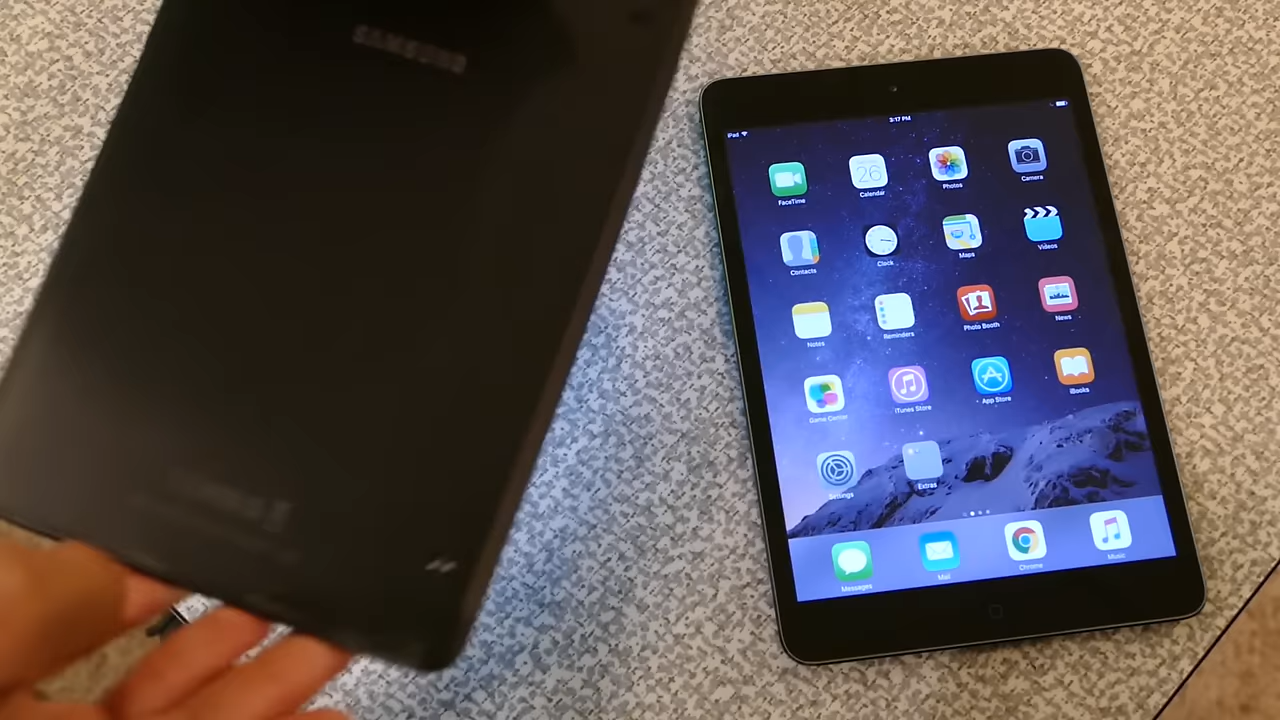 SAMSUNG
iPad
3:17 PM
26
FaceTime
Calendar
Photos
Camera
Contacts
Clock
Maps
Videos
Notes
Reminders
Photo Booth
News
Game Center
iTunes Store
App Store
iBooks
Settings
Extras
Messages
Mail
Chrome
Music